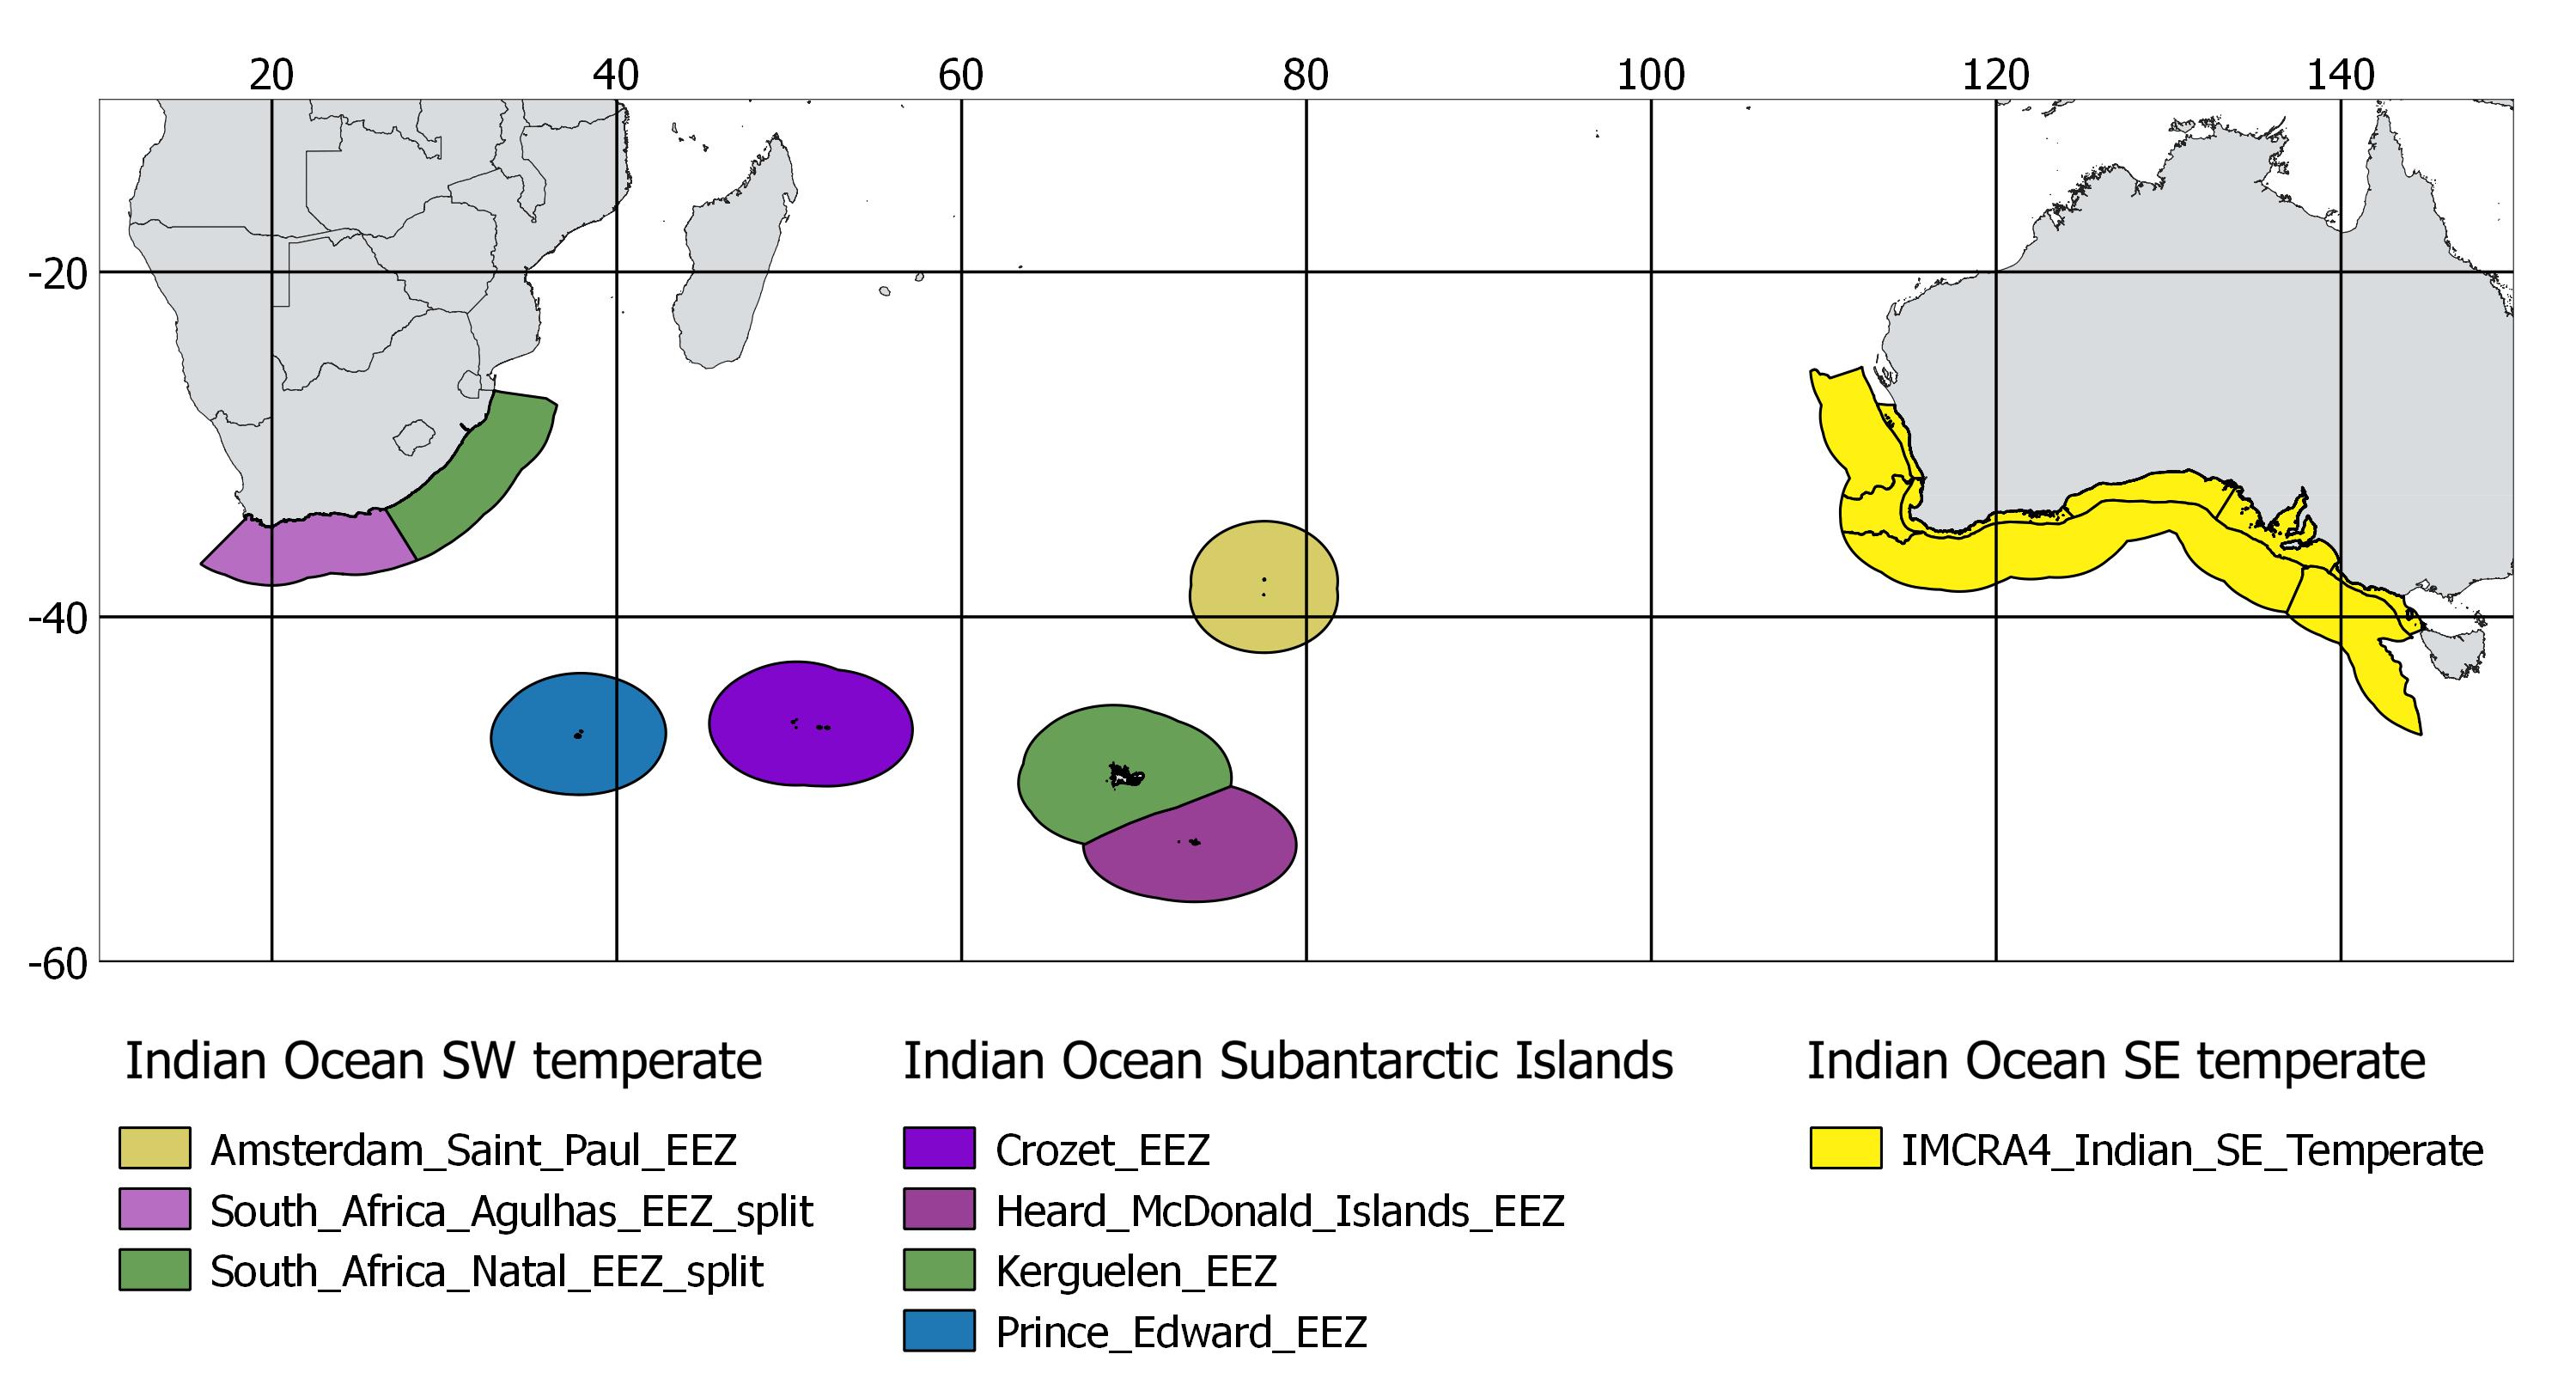 20 40 60 80 100 120 140
-20
-40
-60
Indian Ocean SW temperate
Amsterdam_Saint_Paul_EEZ
South_Africa_Agulhas_EEZ_split
South_Africa_Natal_EEZ_split
Indian Ocean Subantarctic Islands
Crozet_EEZ
Heard_McDonald_Islands_EEZ
Kerguelen_EEZ
Prince_Edward_EEZ
Indian Ocean SE temperate
IMCRA4_Indian_SE_Temperate